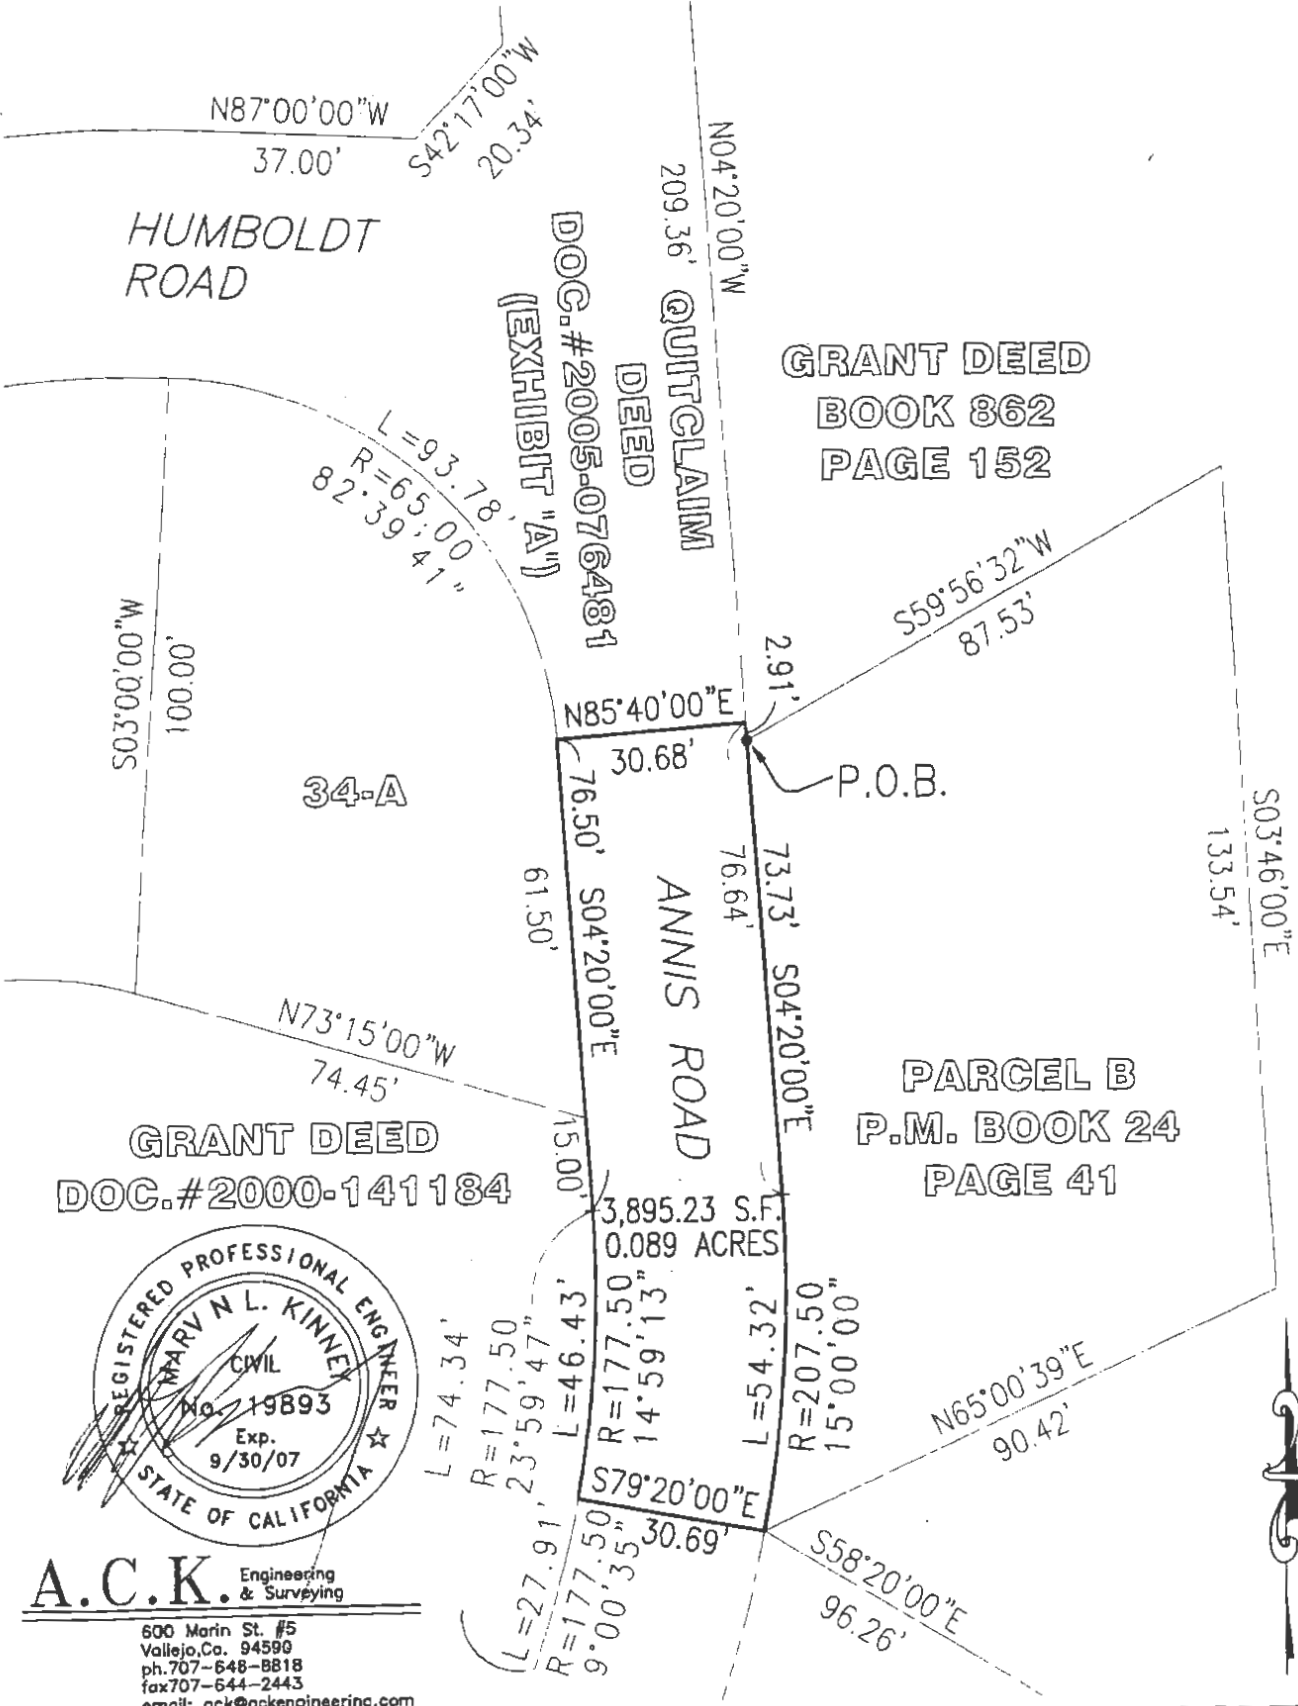 N87°00'00"W
37.00'
S42°17'00"W
20.34'
HUMBOLDT
ROAD
N04°20'00"W
209.36'
QUITCLAIM
DEED
DOC.#2005-076481
(EXHIBIT "A")
GRANT DEED
BOOK 862
PAGE 152
L=93.78'
R=65.00
82°39'41"
S59°56'32"W
87.53'
S03°00'00"W
100.00'
2.91'
N85°40'00"E
30.68'
P.O.B.
34-A
76.50' S04°20'00"E
61.50'
ANNIS ROAD
76.64'
73.73' S04°20'00"E
S03°46'00"E
133.54'
N73°15'00"W
74.45'
15.00'
PARCEL B
P.M. BOOK 24
PAGE 41
GRANT DEED
DOC.#2000-141184
3,895.23 S.F.
0.089 ACRES
L=74.34'
R=177.50
23°59'47"
L=46.43'
R=177.50
14°59'13"
L=54.32'
R=207.50
15°00'00"
N65°00'39"E
90.42'
S79°20'00"E
30.69'
L=27.91'
R=177.50
9°00'35"
S58°20'00"E
96.26'
REGISTERED PROFESSIONAL ENGINEER
MARV N L. KINNEY
CIVIL
No. 19893
Exp.
9/30/07
STATE OF CALIFORNIA
A.C.K. Engineering
& Surveying
600 Marin St. #5
Vallejo,Ca. 94590
ph.707-648-8818
fax707-644-2443
email: ack@ackengineering.com